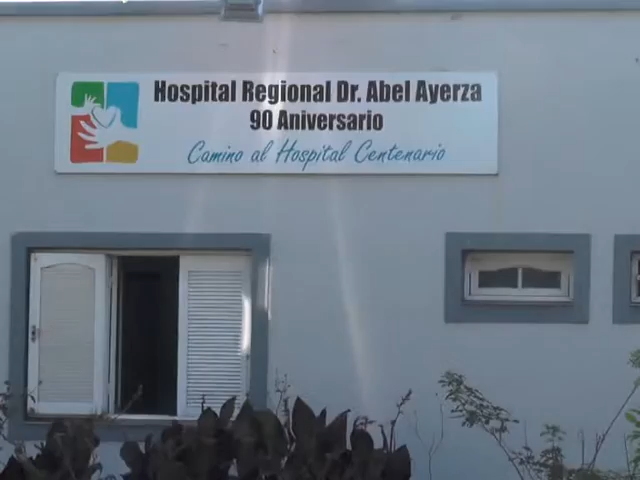 Hospital Regional Dr. Abel Ayerza
90 Aniversario
Camino al Hospital Centenario